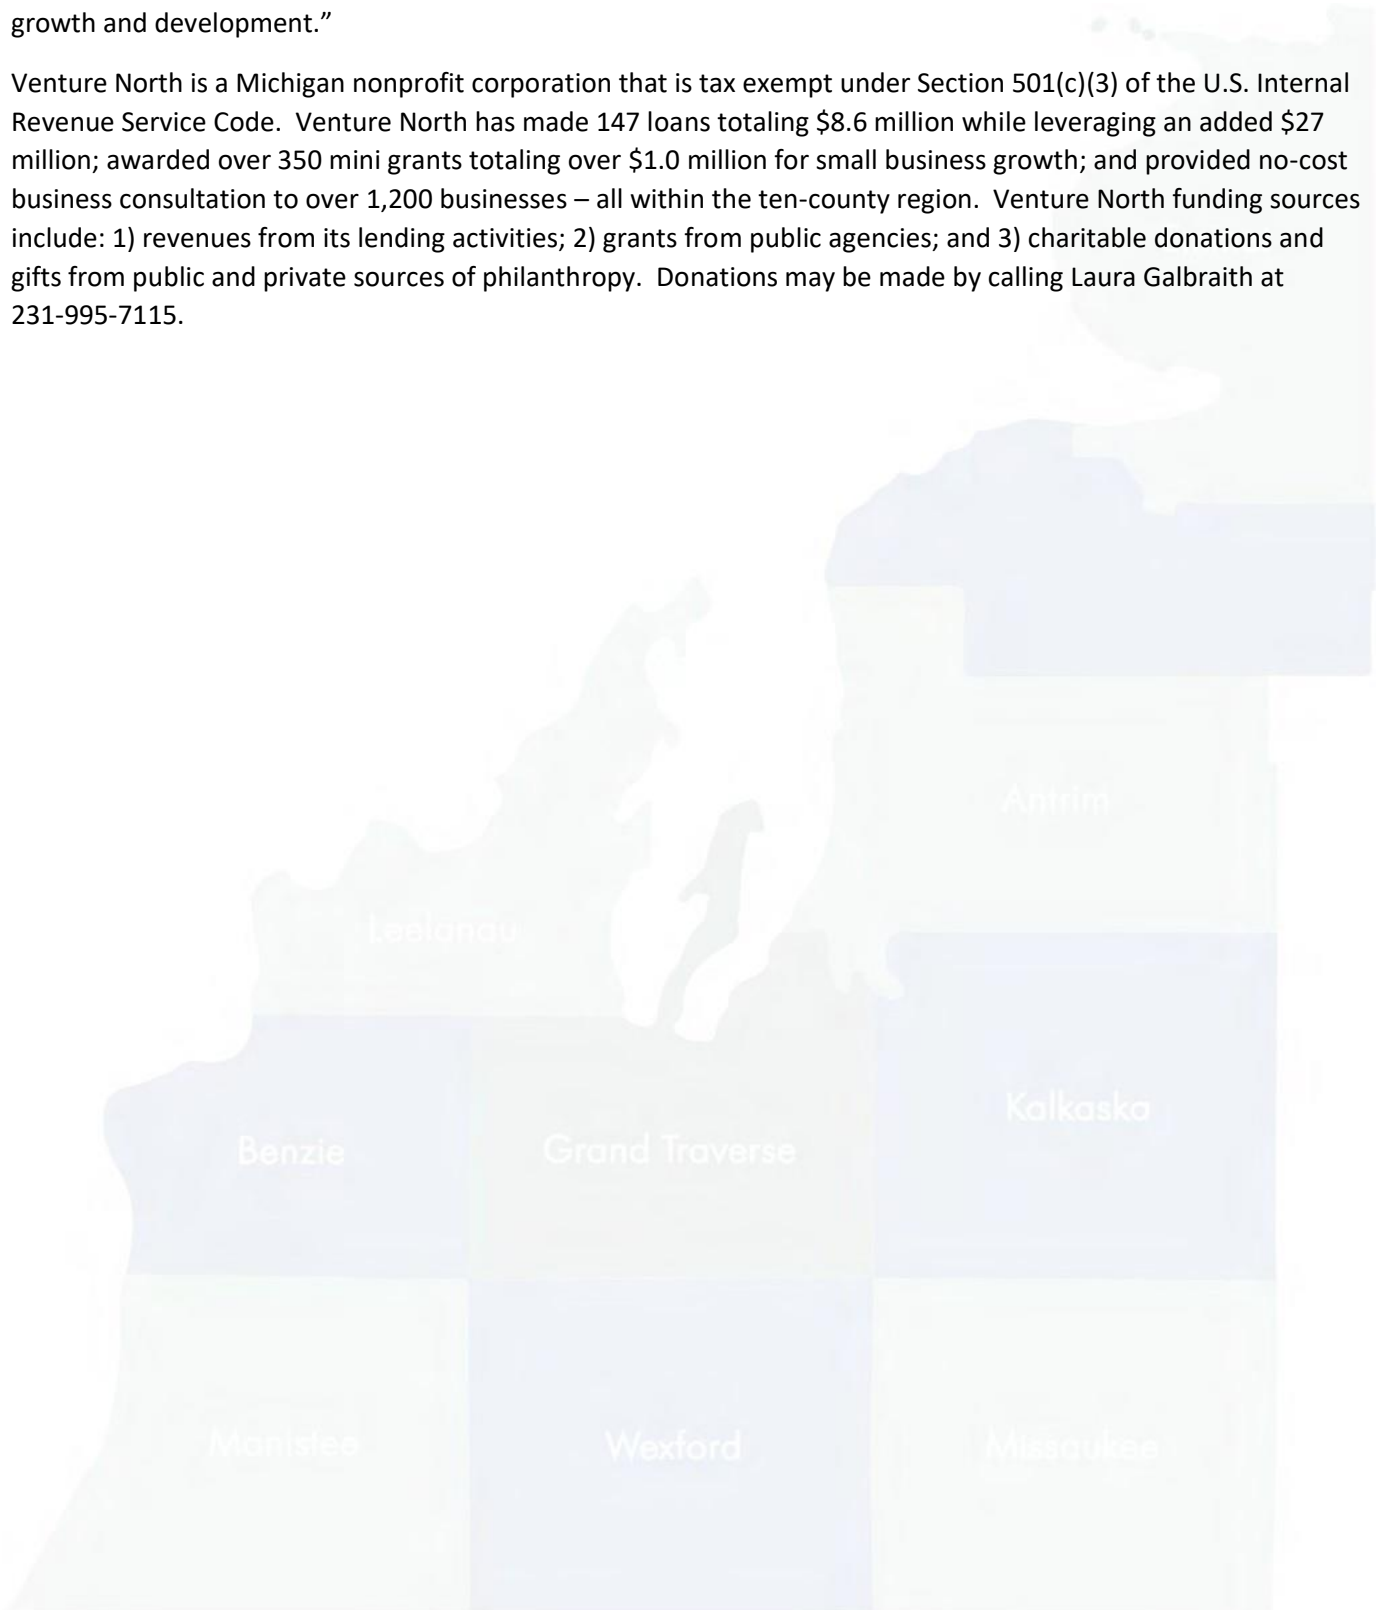 growth and development.”
Venture North is a Michigan nonprofit corporation that is tax exempt under Section 501(c)(3) of the U.S. Internal
Revenue Service Code.  Venture North has made 147 loans totaling $8.6 million while leveraging an added $27
million; awarded over 350 mini grants totaling over $1.0 million for small business growth; and provided no-cost
business consultation to over 1,200 businesses – all within the ten-county region.  Venture North funding sources
include: 1) revenues from its lending activities; 2) grants from public agencies; and 3) charitable donations and
gifts from public and private sources of philanthropy.  Donations may be made by calling Laura Galbraith at
231-995-7115.
Antrim
Leelanau
Kalkaska
Benzie
Grand Traverse
Manistee
Wexford
Missaukee